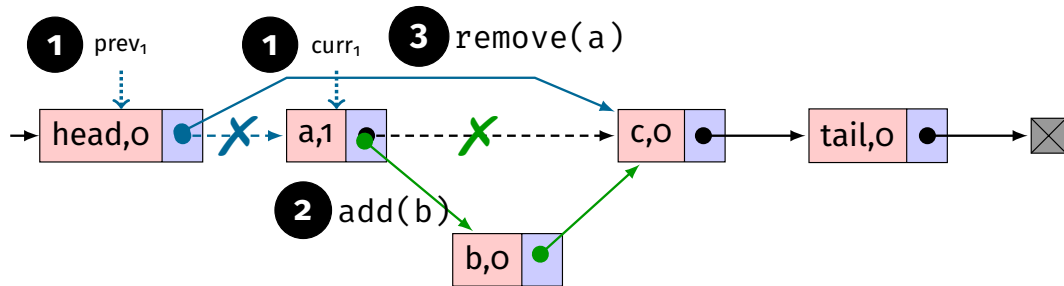 1 prev₁
1 curr₁
3 remove(a)
head,0
a,1
c,0
tail,0
2 add(b)
b,0